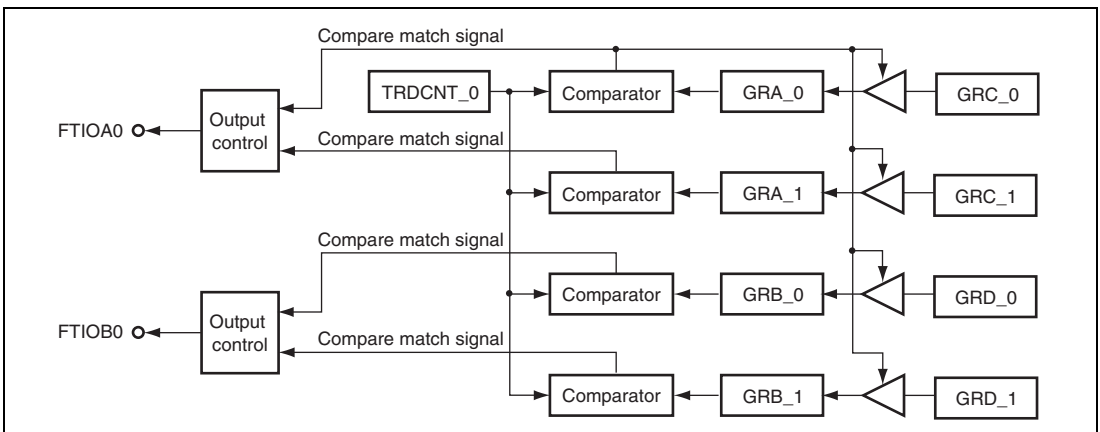 Compare match signal
TRDCNT_0
Comparator
GRA_0
GRC_0
FTIOA0
Output
control
Compare match signal
Comparator
GRA_1
GRC_1
Compare match signal
Comparator
GRB_0
GRD_0
FTIOB0
Output
control
Compare match signal
Comparator
GRB_1
GRD_1